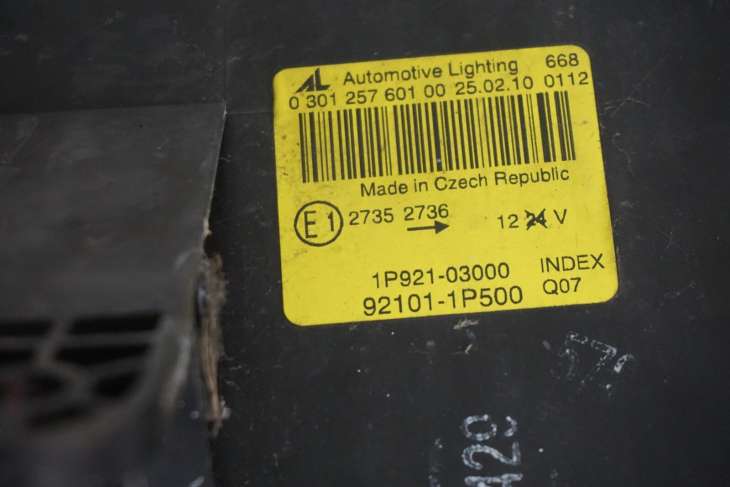 AL Automotive Lighting 668
0 301 257 601 00 25.02.10 0112
Made in Czech Republic
E1 2735 2736 12 24 V
1P921-03000 INDEX
92101-1P500 Q07